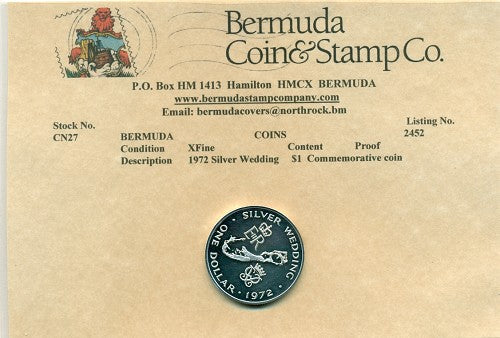 Bermuda
Coin&Stamp Co.
P.O. Box HM 1413 Hamilton HMCX BERMUDA
www.bermudastampcompany.com
Email: bermudacovers@northrock.bm
Stock No. Listing No.
CN27 BERMUDA COINS 2452
Condition XFine Content Proof
Description 1972 Silver Wedding $1 Commemorative coin
ONE DOLLAR · SILVER WEDDING · 1972 ·
EIIR